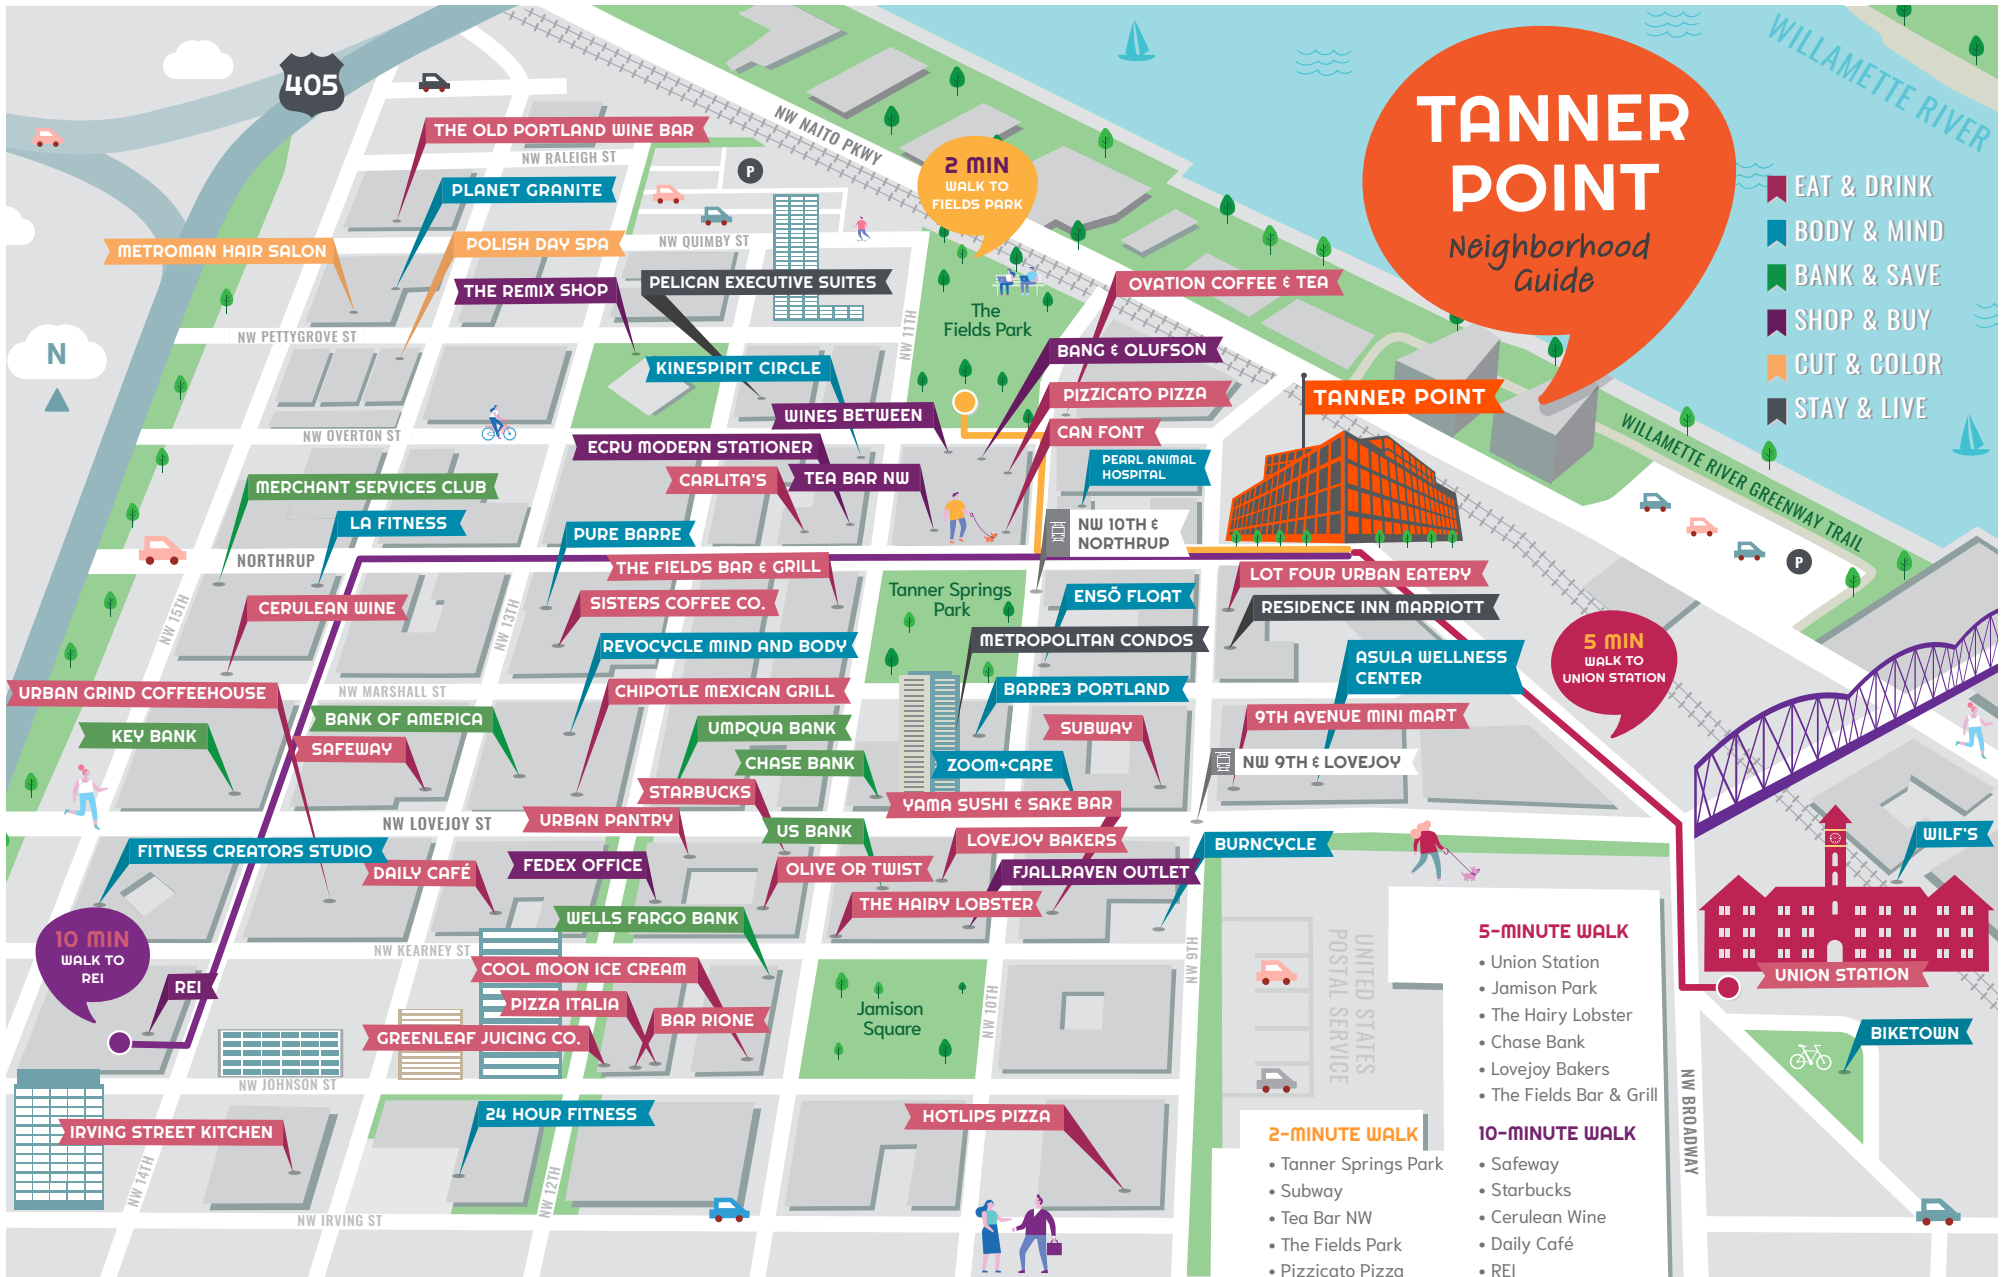 405
THE OLD PORTLAND WINE BAR
NW RALEIGH ST
PLANET GRANITE
METROMAN HAIR SALON
POLISH DAY SPA
NW QUIMBY ST
THE REMIX SHOP
PELICAN EXECUTIVE SUITES
P
NW NAITO PKWY
2 MIN
WALK TO
FIELDS PARK
The
Fields Park
NW 11TH
OVATION COFFEE & TEA
TANNER
POINT
Neighborhood
Guide
WILLAMETTE RIVER
EAT & DRINK
BODY & MIND
BANK & SAVE
SHOP & BUY
CUT & COLOR
STAY & LIVE
N
NW PETTYGROVE ST
KINESPIRIT CIRCLE
BANG & OLUFSON
WINES BETWEEN
PIZZICATO PIZZA
CAN FONT
TANNER POINT
WILLAMETTE RIVER GREENWAY TRAIL
P
NW OVERTON ST
ECRU MODERN STATIONER
CARLITA'S
TEA BAR NW
PEARL ANIMAL
HOSPITAL
MERCHANT SERVICES CLUB
LA FITNESS
PURE BARRE
NW 10TH &
NORTHRUP
NORTHRUP
THE FIELDS BAR & GRILL
LOT FOUR URBAN EATERY
NW 15TH
CERULEAN WINE
NW 13TH
SISTERS COFFEE CO.
Tanner Springs
Park
ENSŌ FLOAT
RESIDENCE INN MARRIOTT
REVOCYCLE MIND AND BODY
METROPOLITAN CONDOS
ASULA WELLNESS
CENTER
5 MIN
WALK TO
UNION STATION
URBAN GRIND COFFEEHOUSE
NW MARSHALL ST
CHIPOTLE MEXICAN GRILL
BARRE3 PORTLAND
KEY BANK
BANK OF AMERICA
SAFEWAY
UMPQUA BANK
SUBWAY
9TH AVENUE MINI MART
CHASE BANK
ZOOM+CARE
NW 9TH & LOVEJOY
STARBUCKS
YAMA SUSHI & SAKE BAR
NW LOVEJOY ST
URBAN PANTRY
US BANK
LOVEJOY BAKERS
BURNCYCLE
WILF'S
FITNESS CREATORS STUDIO
DAILY CAFÉ
FEDEX OFFICE
OLIVE OR TWIST
FJALLRAVEN OUTLET
THE HAIRY LOBSTER
WELLS FARGO BANK
10 MIN
WALK TO
REI
REI
NW KEARNEY ST
COOL MOON ICE CREAM
PIZZA ITALIA
BAR RIONE
GREENLEAF JUICING CO.
Jamison
Square
NW 10TH
NW 9TH
UNITED STATES
POSTAL SERVICE
UNION STATION
BIKETOWN
NW BROADWAY
NW JOHNSON ST
IRVING STREET KITCHEN
24 HOUR FITNESS
HOTLIPS PIZZA
NW 14TH
NW 12TH
NW IRVING ST
5-MINUTE WALK
• Union Station
• Jamison Park
• The Hairy Lobster
• Chase Bank
• Lovejoy Bakers
• The Fields Bar & Grill
2-MINUTE WALK
• Tanner Springs Park
• Subway
• Tea Bar NW
• The Fields Park
• Pizzicato Pizza
10-MINUTE WALK
• Safeway
• Starbucks
• Cerulean Wine
• Daily Café
• REI